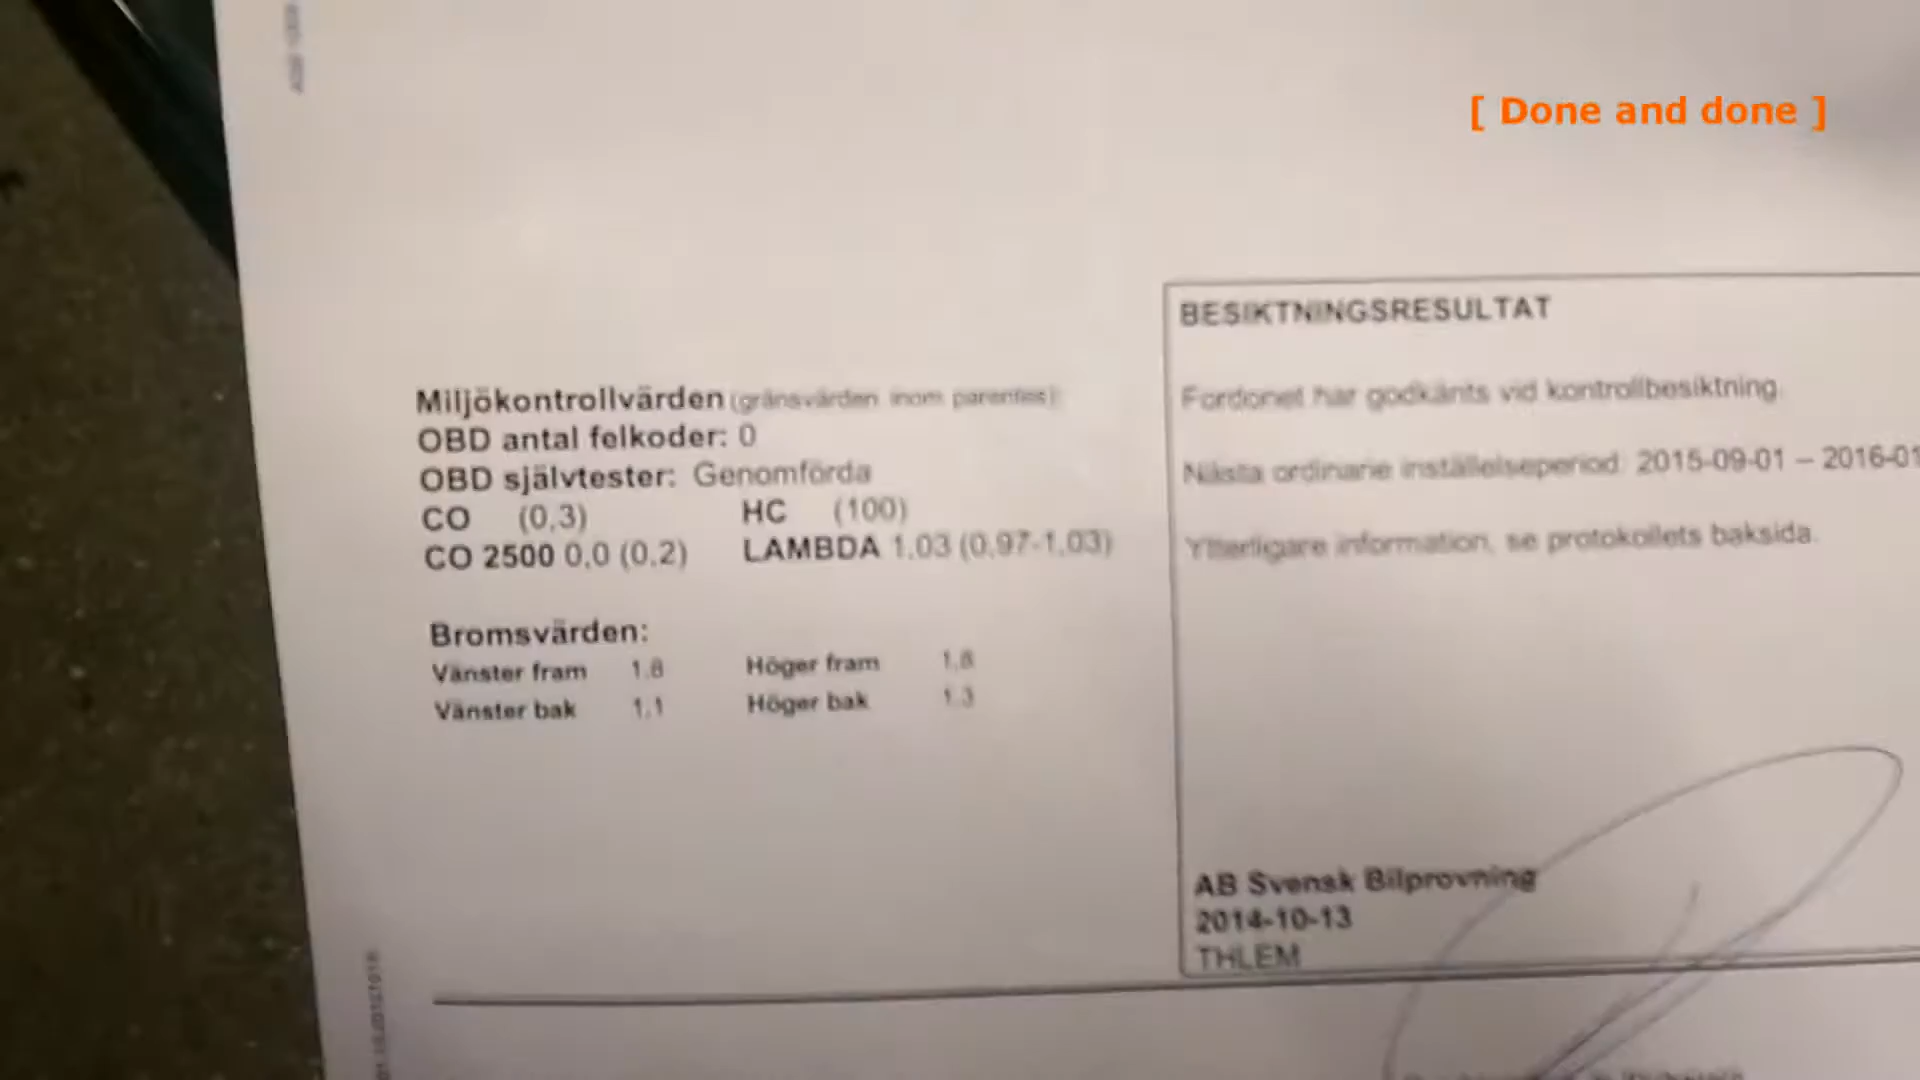 [ Done and done ]
Miljökontrollvärden (gränsvärden inom parentes):
OBD antal felkoder: 0
OBD självtester: Genomförda
CO (0,3) HC (100)
CO 2500 0,0 (0,2) LAMBDA 1,03 (0,97-1,03)
Bromsvärden:
Vänster fram 1,8 Höger fram 1,8
Vänster bak 1,1 Höger bak 1,3
BESIKTNINGSRESULTAT
Fordonet har godkänts vid kontrollbesiktning.
Nästa ordinarie inställelseperiod: 2015-09-01 – 2016-01
Ytterligare information, se protokollets baksida.
AB Svensk Bilprovning
2014-10-13
THLEM